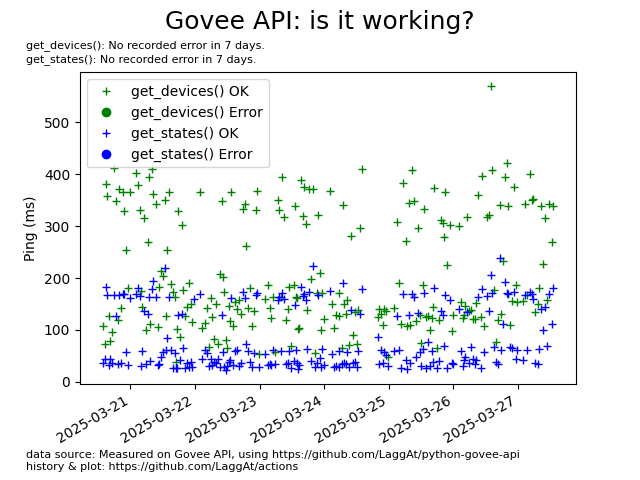 Govee API: is it working?
get_devices(): No recorded error in 7 days.
get_states(): No recorded error in 7 days.
get_devices() OK
get_devices() Error
get_states() OK
get_states() Error
Ping (ms)
500
400
300
200
100
0
2025-03-21
2025-03-22
2025-03-23
2025-03-24
2025-03-25
2025-03-26
2025-03-27
data source: Measured on Govee API, using https://github.com/LaggAt/python-govee-api
history & plot: https://github.com/LaggAt/actions